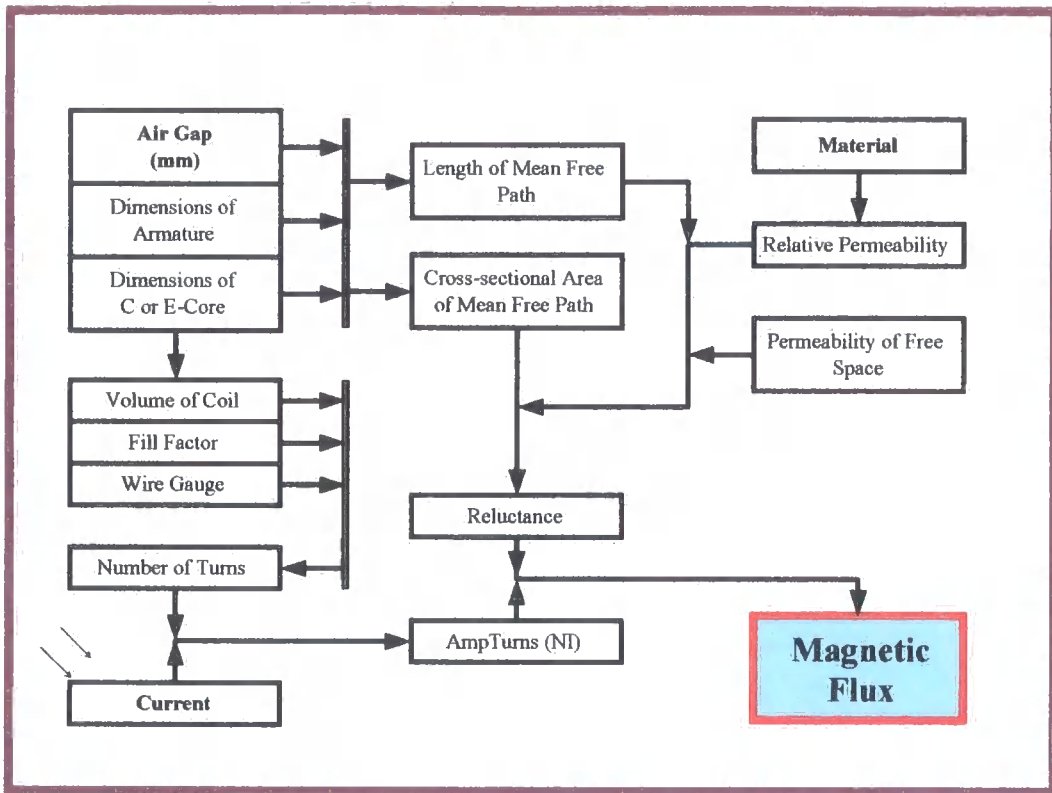 Air Gap
(mm)
Dimensions of
Armature
Dimensions of
C or E-Core
Volume of Coil
Fill Factor
Wire Gauge
Number of Turns
Current
Length of Mean Free
Path
Cross-sectional Area
of Mean Free Path
Reluctance
AmpTurns (NI)
Material
Relative Permeability
Permeability of Free
Space
Magnetic
Flux